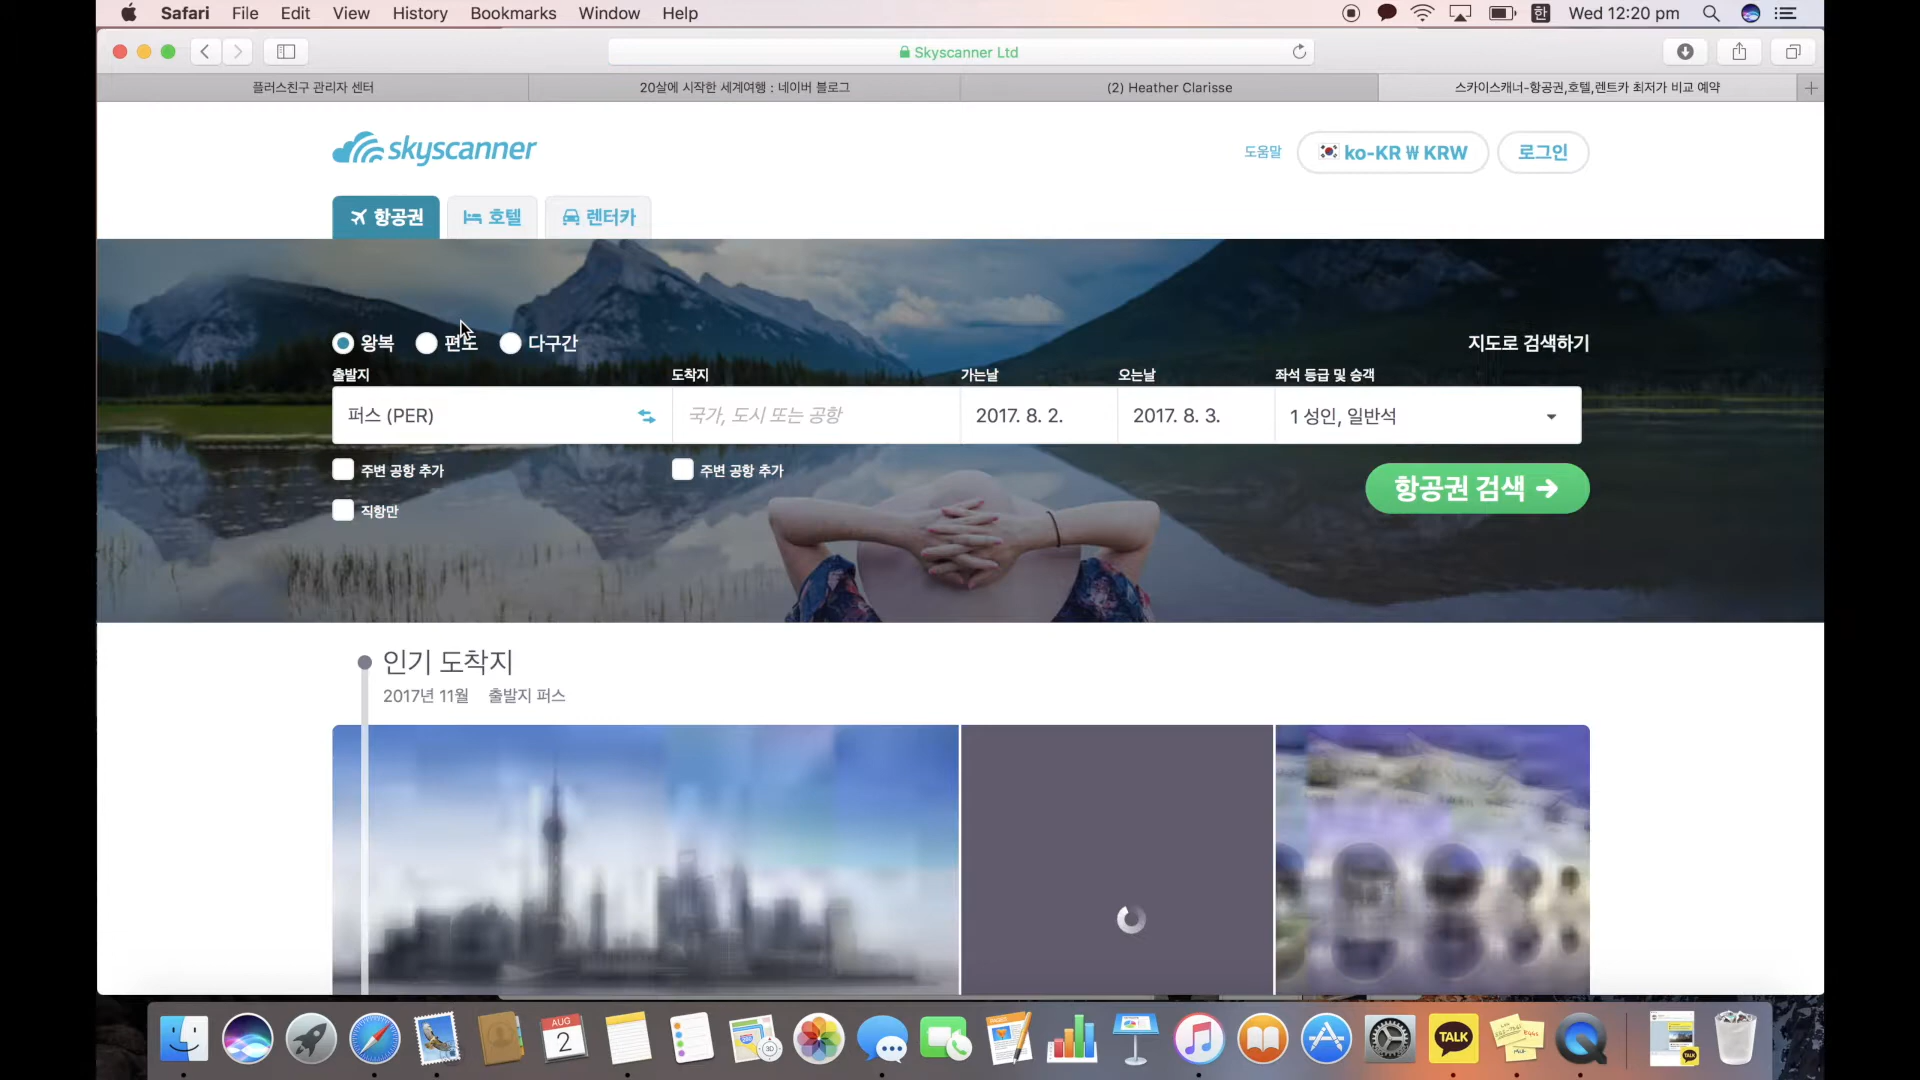 Safari File Edit View History Bookmarks Window Help
한 Wed 12:20 pm
Skyscanner Ltd
플러스친구 관리자 센터
20살에 시작한 세계여행 : 네이버 블로그
(2) Heather Clarisse
스카이스캐너-항공권,호텔,렌트카 최저가 비교 예약
skyscanner
도움말
ko-KR ₩ KRW
로그인
항공권
호텔
렌터카
왕복 편도 다구간
지도로 검색하기
출발지 도착지 가는날 오는날 좌석 등급 및 승객
퍼스 (PER) 국가, 도시 또는 공항 2017. 8. 2. 2017. 8. 3. 1 성인, 일반석
주변 공항 추가 주변 공항 추가
항공권 검색
직항만
인기 도착지
2017년 11월 출발지 퍼스
AUG
2
PAGES
3D
TALK
TALK